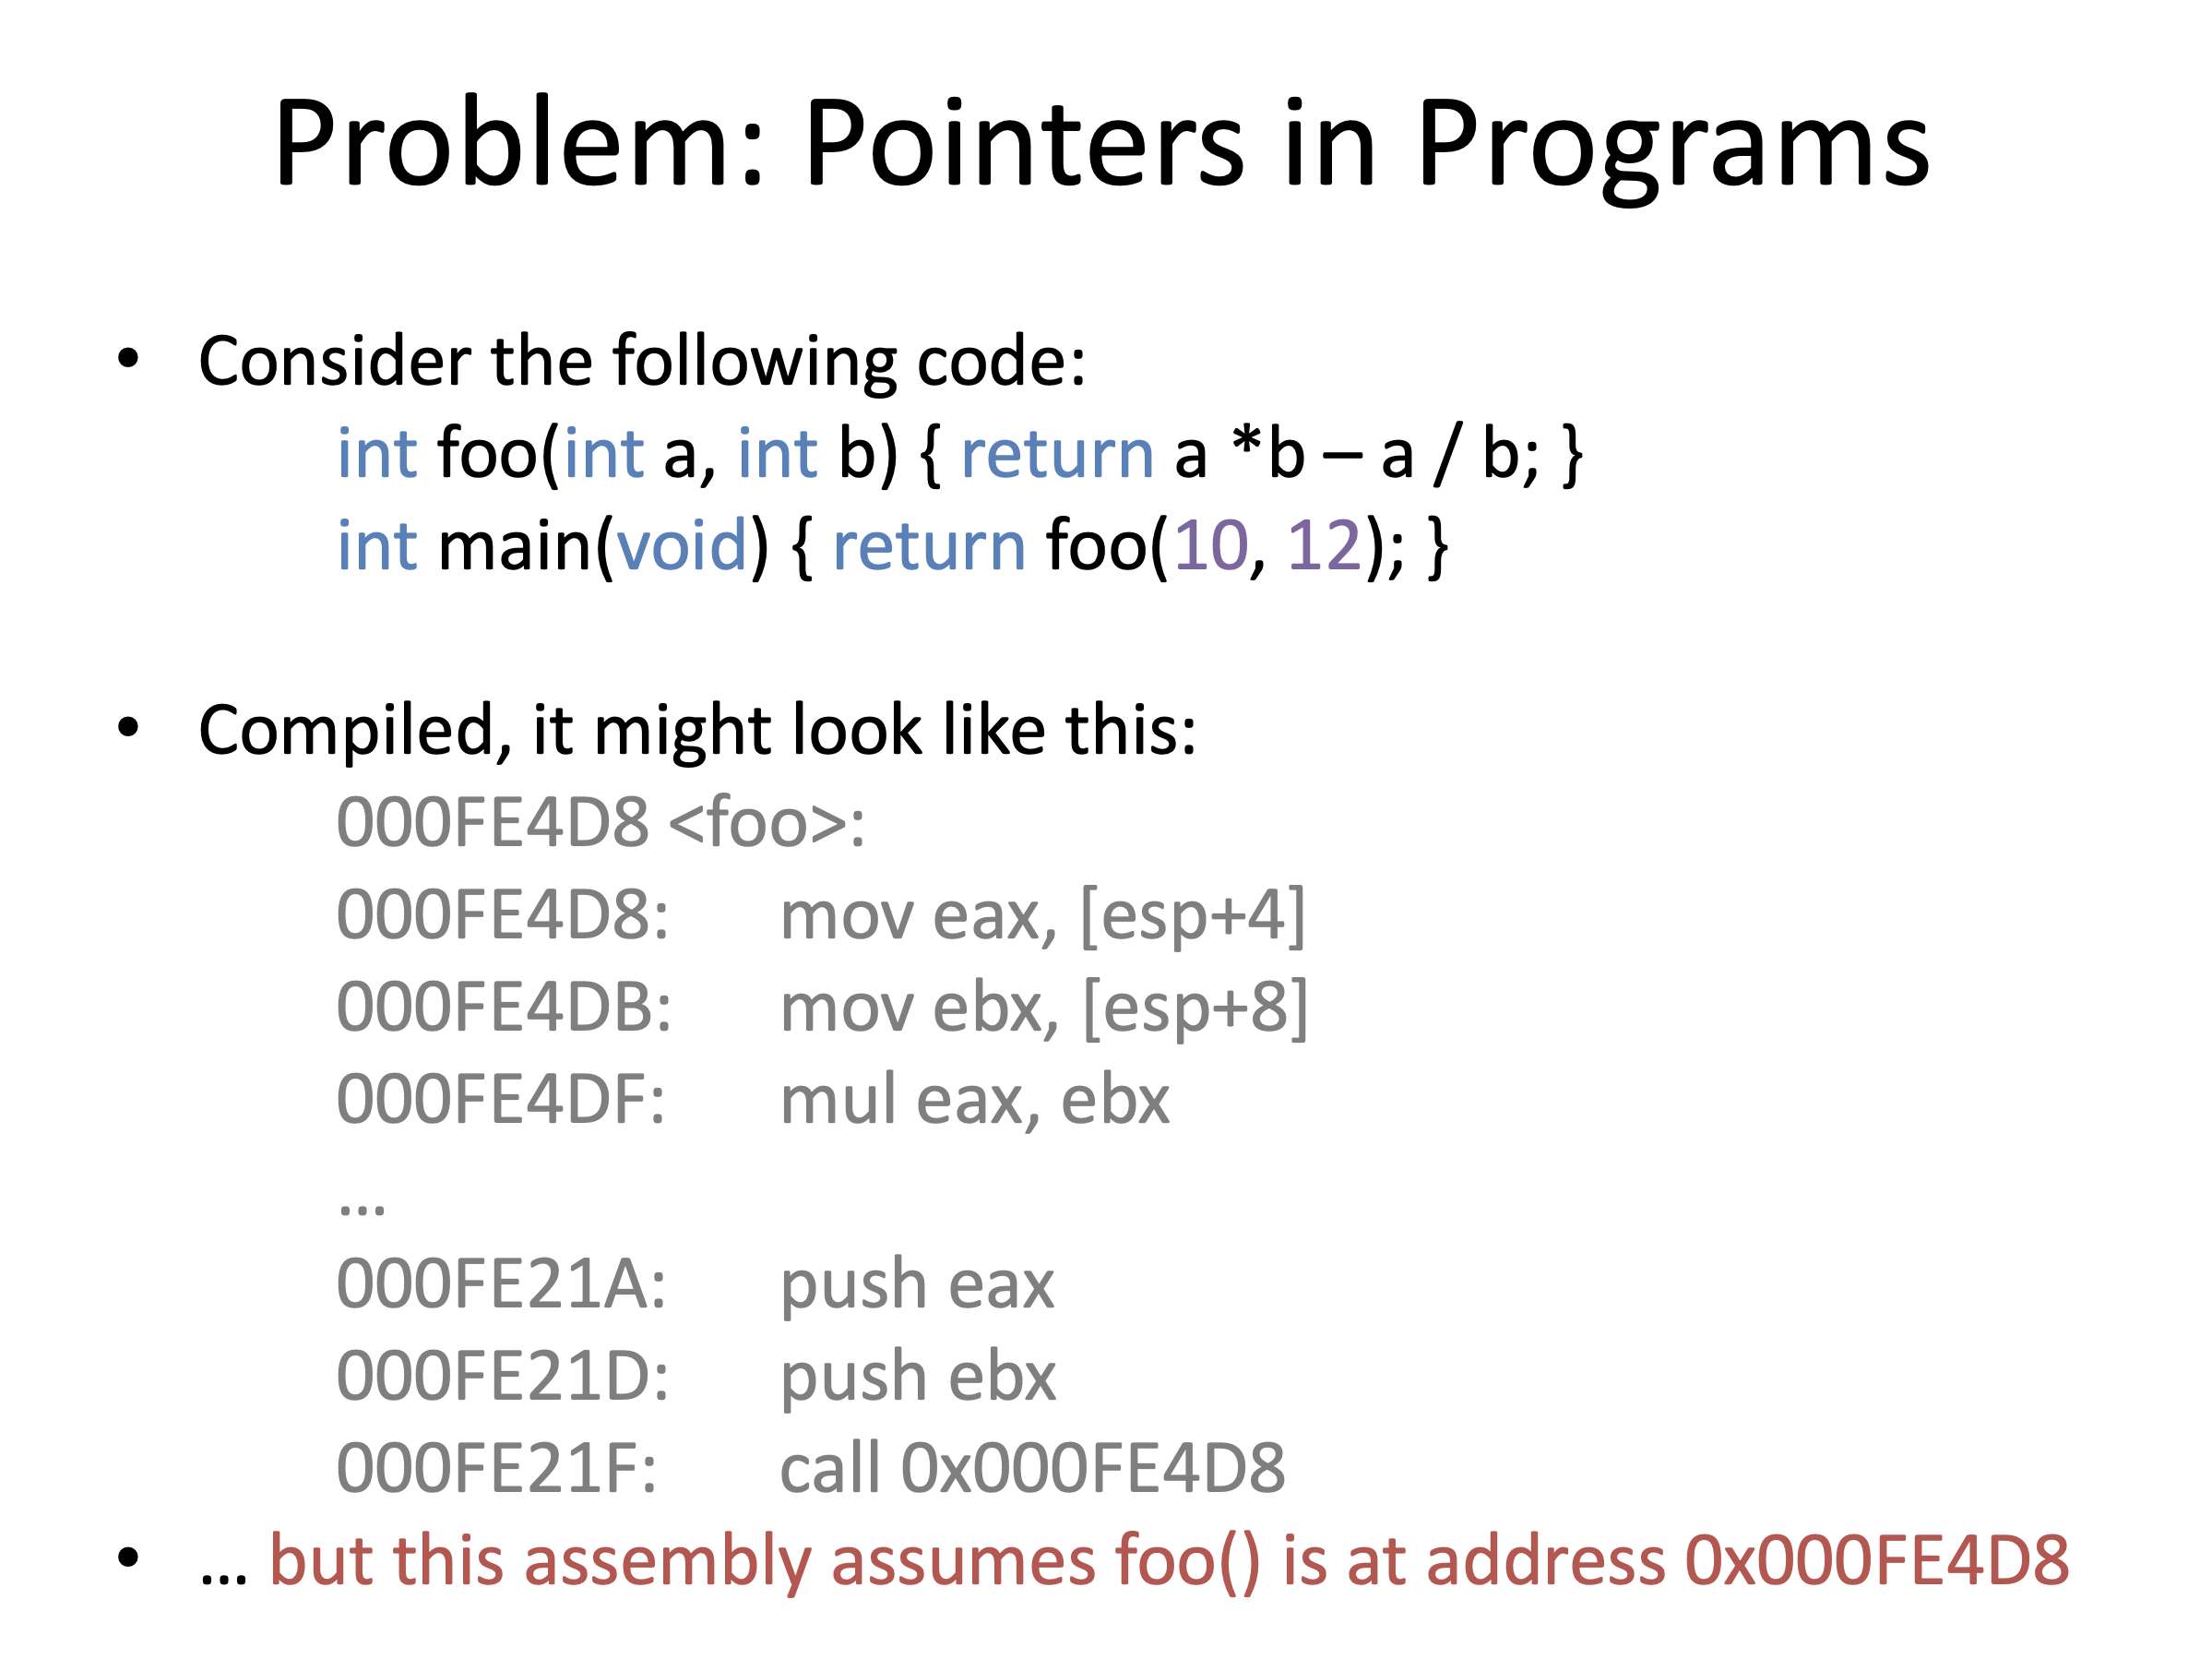 Problem: Pointers in Programs
• Consider the following code:
int foo(int a, int b) { return a *b – a / b; }
int main(void) { return foo(10, 12); }
• Compiled, it might look like this:
000FE4D8 <foo>:
000FE4D8: mov eax, [esp+4]
000FE4DB: mov ebx, [esp+8]
000FE4DF: mul eax, ebx
...
000FE21A: push eax
000FE21D: push ebx
000FE21F: call 0x000FE4D8
• ... but this assembly assumes foo() is at address 0x000FE4D8